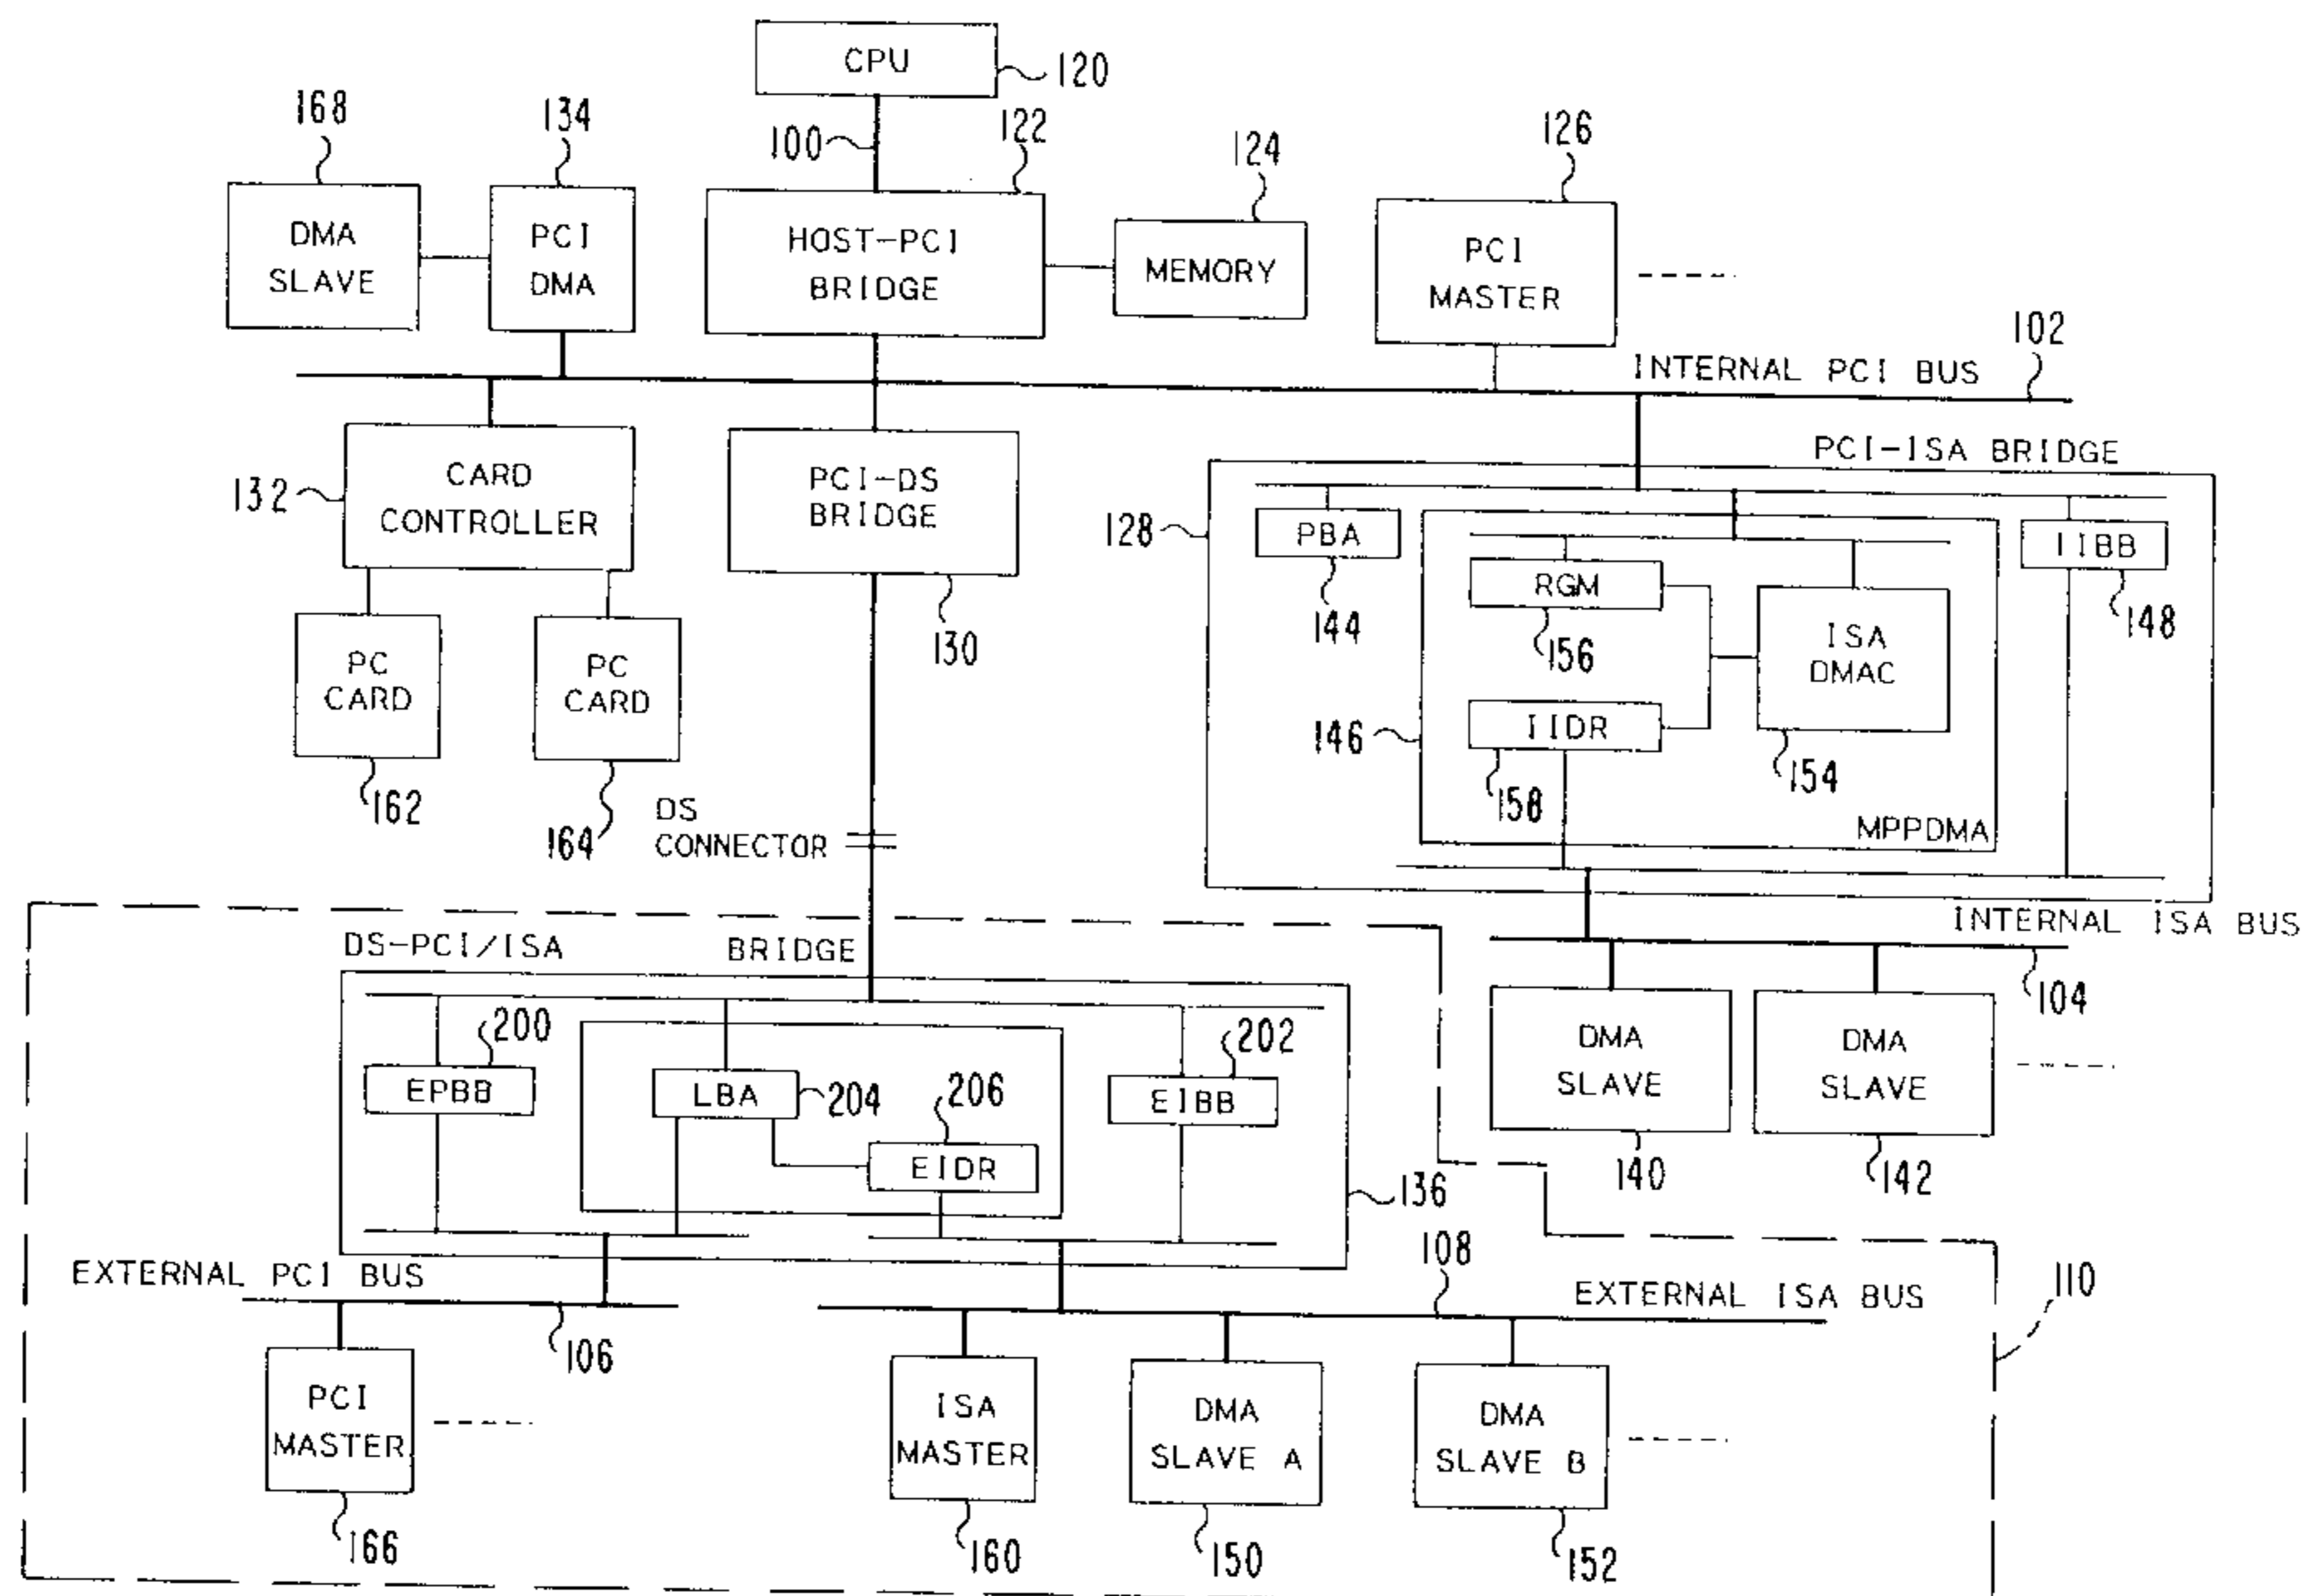 CPU
120
168
134
100
122
124
126
DMA
SLAVE
PCI
DMA
HOST-PCI
BRIDGE
MEMORY
PCI
MASTER
102
INTERNAL PCI BUS
132
CARD
CONTROLLER
PCI-DS
BRIDGE
130
PCI-ISA BRIDGE
128
PBA
144
IIBB
148
RGM
156
ISA
DMAC
154
146
IIDR
158
MPPDMA
PC
CARD
162
PC
CARD
164
DS
CONNECTOR
INTERNAL ISA BUS
104
DMA
SLAVE
140
DMA
SLAVE
142
DS-PCI/ISA BRIDGE
200
EPBB
LBA
204
206
EIDR
202
EIBB
136
EXTERNAL PCI BUS
106
108
EXTERNAL ISA BUS
110
PCI
MASTER
166
ISA
MASTER
160
DMA
SLAVE A
150
DMA
SLAVE B
152